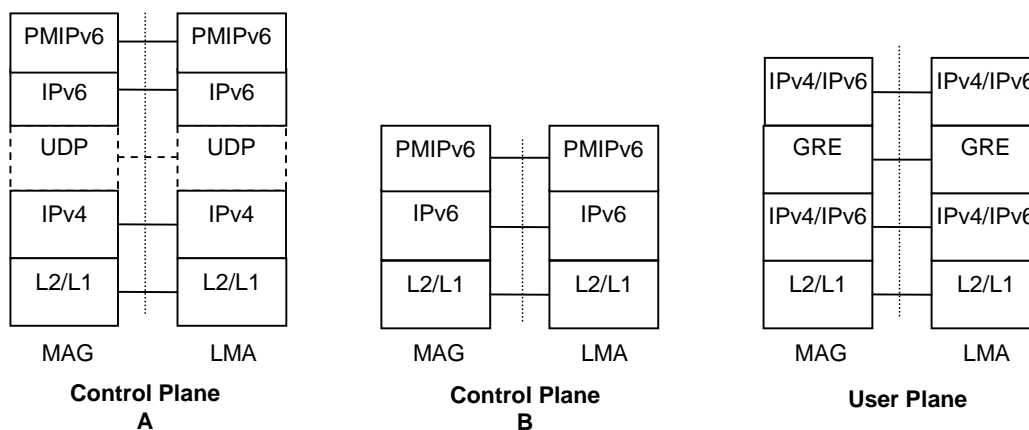 PMIPv6 PMIPv6
IPv6 IPv6
UDP UDP
IPv4 IPv4
L2/L1 L2/L1
MAG LMA
Control Plane
A
PMIPv6 PMIPv6
IPv6 IPv6
L2/L1 L2/L1
MAG LMA
Control Plane
B
IPv4/IPv6 IPv4/IPv6
GRE GRE
IPv4/IPv6 IPv4/IPv6
L2/L1 L2/L1
MAG LMA
User Plane